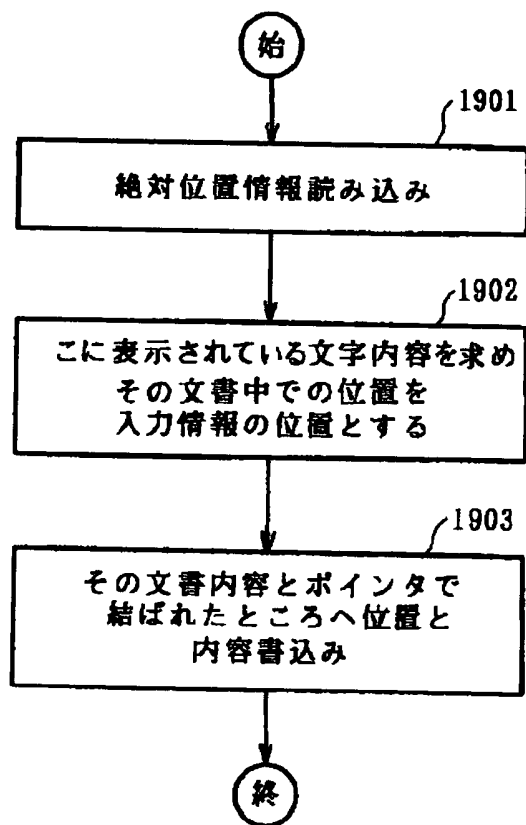 始
1901
絶対位置情報読み込み
1902
こに表示されている文字内容を求め
その文書中での位置を
入力情報の位置とする
1903
その文書内容とポインタで
結ばれたところへ位置と
内容書込み
終